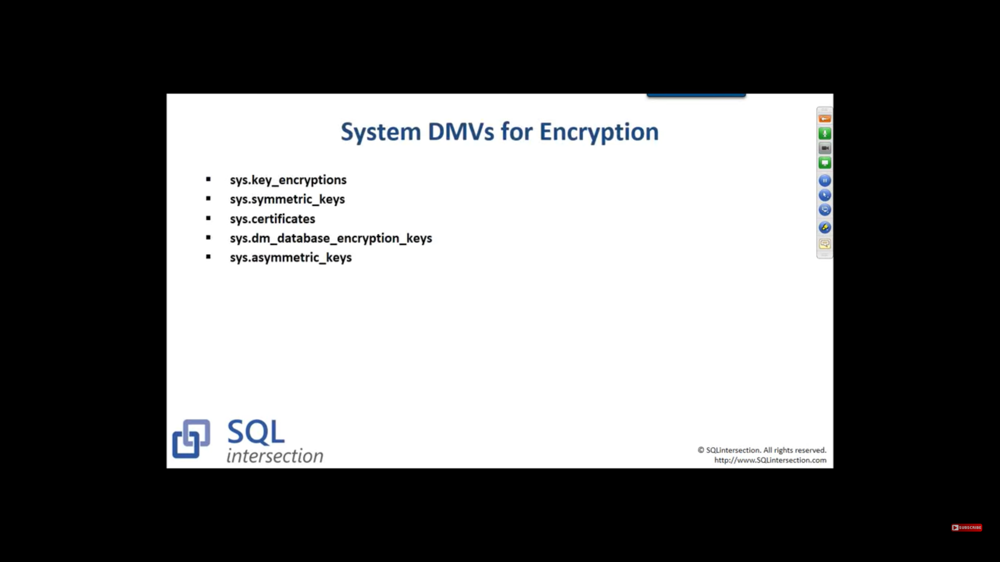 System DMVs for Encryption
▪ sys.key_encryptions
▪ sys.symmetric_keys
▪ sys.certificates
▪ sys.dm_database_encryption_keys
▪ sys.asymmetric_keys
SQL
intersection
© SQLintersection. All rights reserved.
http://www.SQLintersection.com
SUBSCRIBE